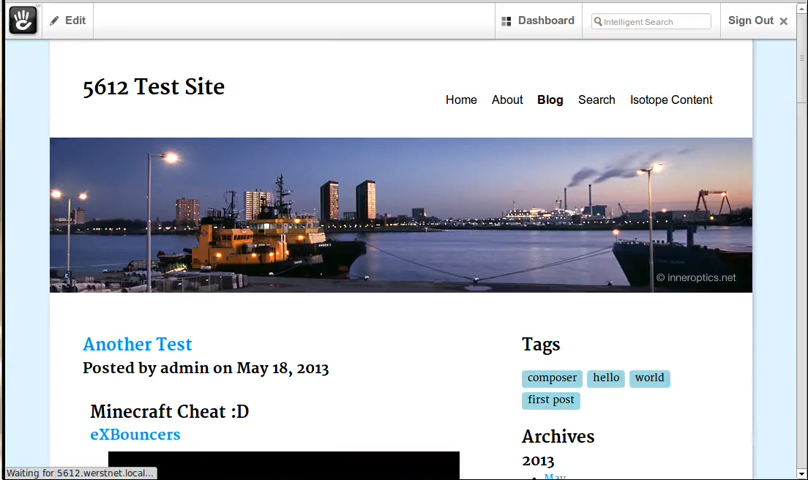 Edit
Dashboard
Intelligent Search
Sign Out ×
5612 Test Site
Home About Blog Search Isotope Content
© inneroptics.net
Another Test
Posted by admin on May 18, 2013
Minecraft Cheat :D
eXBouncers
Tags
composer hello world
first post
Archives
2013
May
Waiting for 5612.werstnet.local...